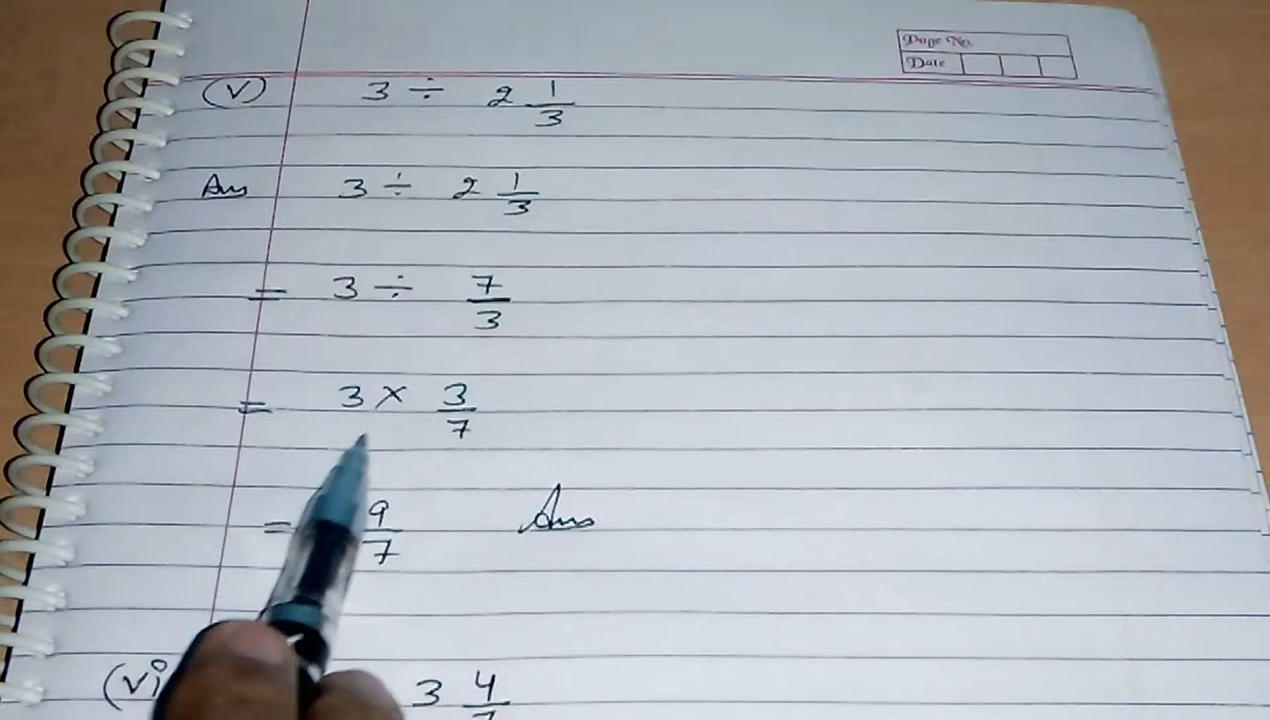 Page No.
Date
(V) 3 ÷ 2 1/3
Ans 3 ÷ 2 1/3
= 3 ÷ 7/3
= 3 × 3/7
= 9/7 Ans
(vi 3 4/